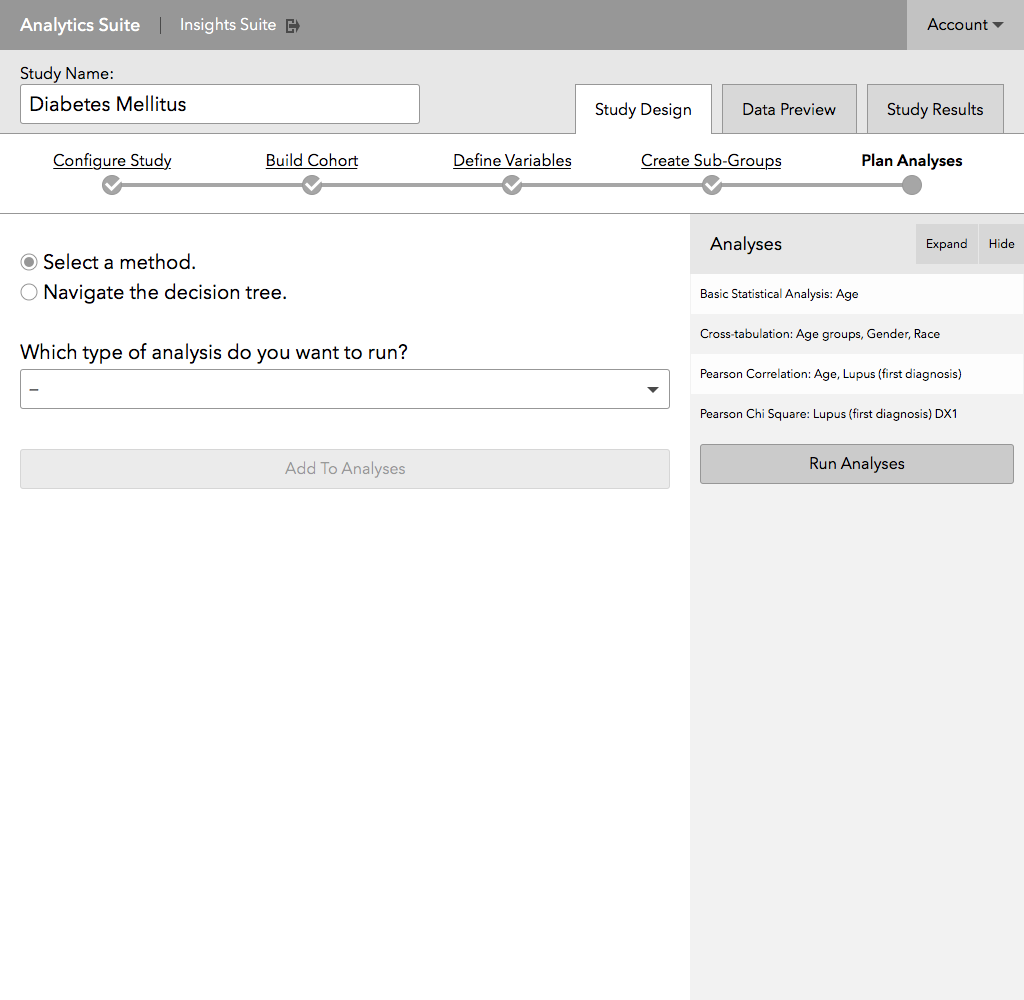 Analytics Suite | Insights Suite
Account
Study Name:
Diabetes Mellitus
Study Design
Data Preview
Study Results
Configure Study
Build Cohort
Define Variables
Create Sub-Groups
Plan Analyses
Select a method.
Navigate the decision tree.
Which type of analysis do you want to run?
–
Add To Analyses
Analyses
Expand
Hide
Basic Statistical Analysis: Age
Cross-tabulation: Age groups, Gender, Race
Pearson Correlation: Age, Lupus (first diagnosis)
Pearson Chi Square: Lupus (first diagnosis) DX1
Run Analyses